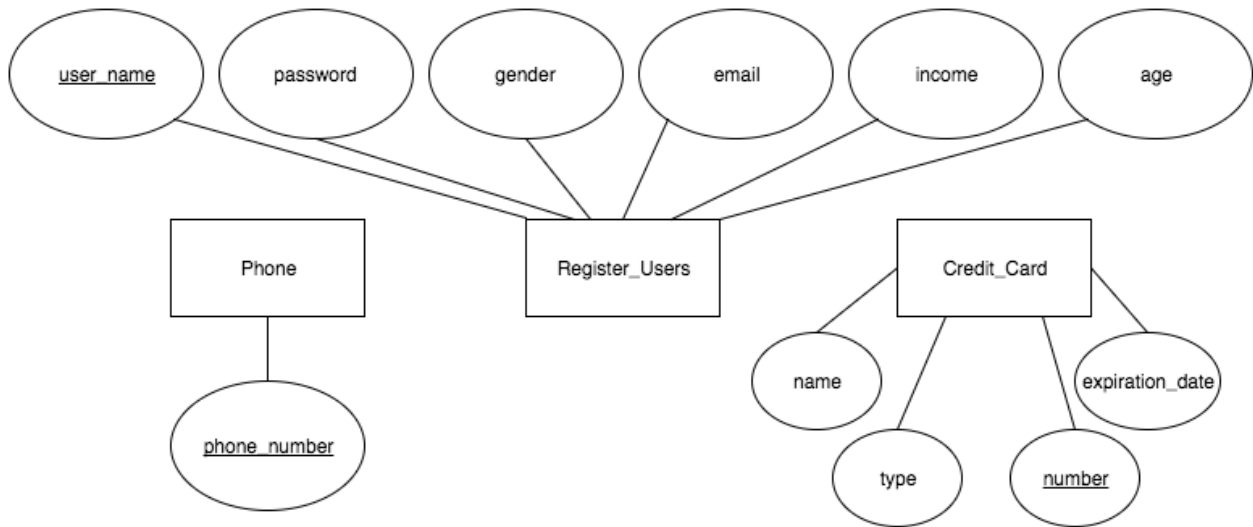 user_name
password
gender
email
income
age
Phone
Register_Users
Credit_Card
name
expiration_date
phone_number
type
number